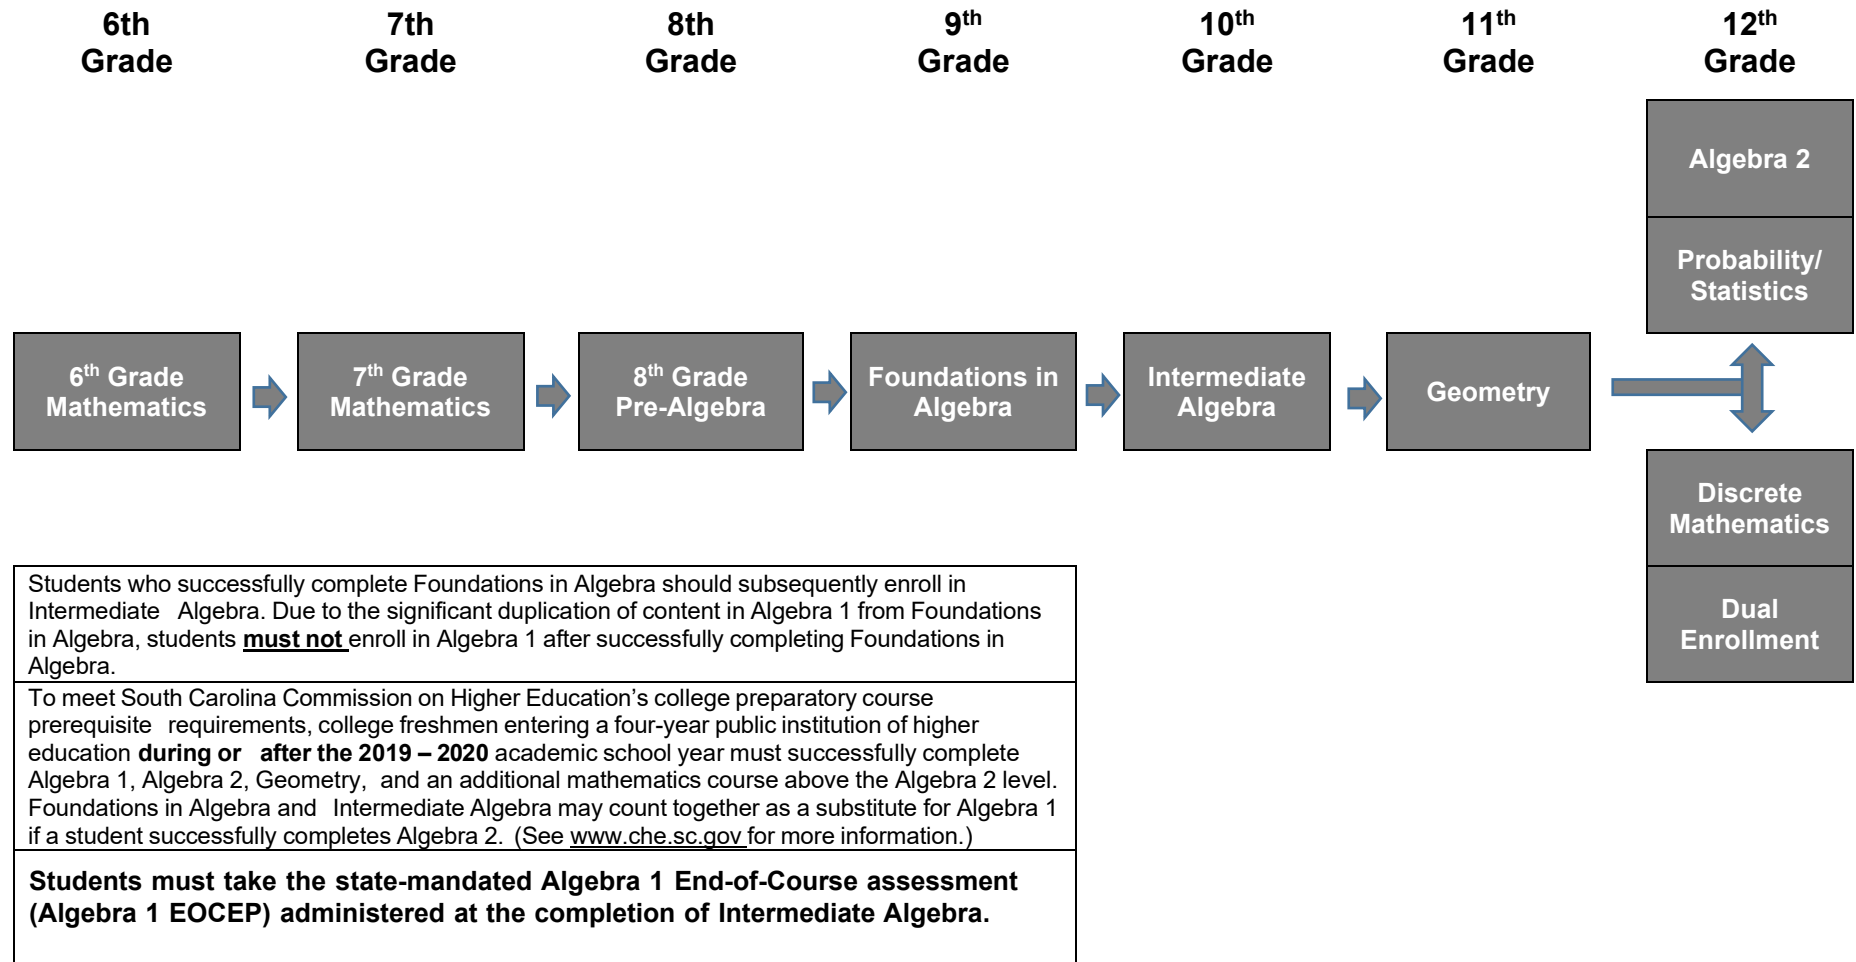 6th
Grade
7th
Grade
8th
Grade
9th
Grade
10th
Grade
11th
Grade
12th
Grade
Algebra 2
Probability/
Statistics
6th Grade
Mathematics
7th Grade
Mathematics
8th Grade
Pre-Algebra
Foundations in
Algebra
Intermediate
Algebra
Geometry
Discrete
Mathematics
Dual
Enrollment
Students who successfully complete Foundations in Algebra should subsequently enroll in
Intermediate Algebra. Due to the significant duplication of content in Algebra 1 from Foundations
in Algebra, students must not enroll in Algebra 1 after successfully completing Foundations in
Algebra.
To meet South Carolina Commission on Higher Education’s college preparatory course
prerequisite requirements, college freshmen entering a four-year public institution of higher
education during or after the 2019 – 2020 academic school year must successfully complete
Algebra 1, Algebra 2, Geometry, and an additional mathematics course above the Algebra 2 level.
Foundations in Algebra and Intermediate Algebra may count together as a substitute for Algebra 1
if a student successfully completes Algebra 2. (See www.che.sc.gov for more information.)
Students must take the state-mandated Algebra 1 End-of-Course assessment
(Algebra 1 EOCEP) administered at the completion of Intermediate Algebra.